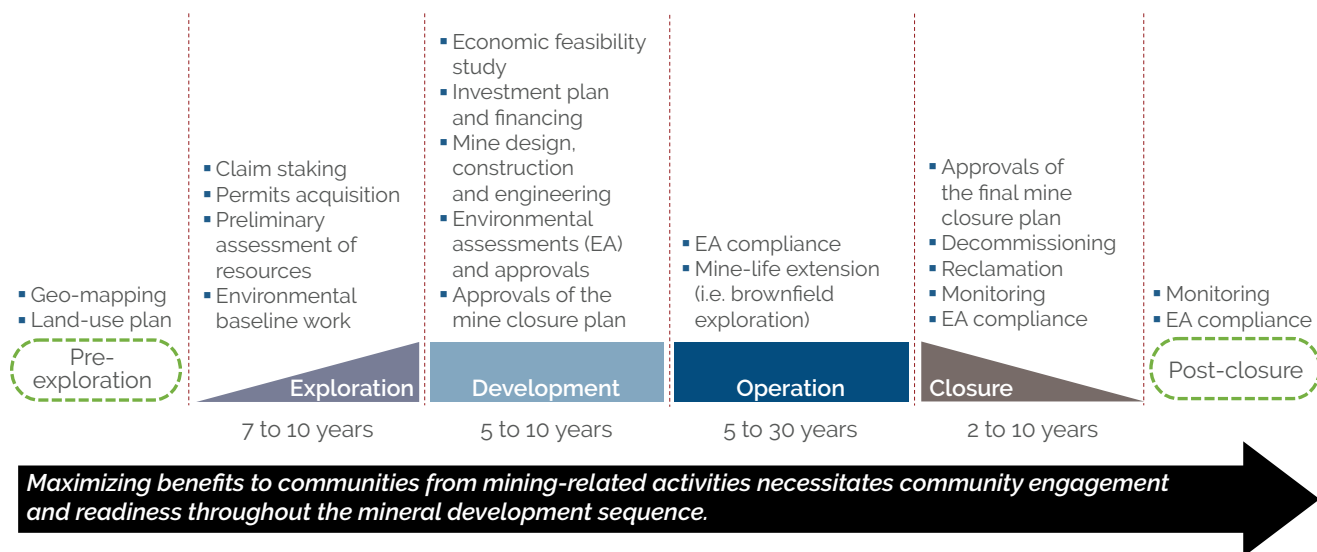 ▪ Geo-mapping
▪ Land-use plan
Pre-
exploration
▪ Claim staking
▪ Permits acquisition
▪ Preliminary
assessment of
resources
▪ Environmental
baseline work
Exploration
7 to 10 years
▪ Economic feasibility
study
▪ Investment plan
and financing
▪ Mine design,
construction
and engineering
▪ Environmental
assessments (EA)
and approvals
▪ Approvals of the
mine closure plan
Development
5 to 10 years
▪ EA compliance
▪ Mine-life extension
(i.e. brownfield
exploration)
Operation
5 to 30 years
▪ Approvals of
the final mine
closure plan
▪ Decommissioning
▪ Reclamation
▪ Monitoring
▪ EA compliance
Closure
2 to 10 years
▪ Monitoring
▪ EA compliance
Post-closure
Maximizing benefits to communities from mining-related activities necessitates community engagement
and readiness throughout the mineral development sequence.